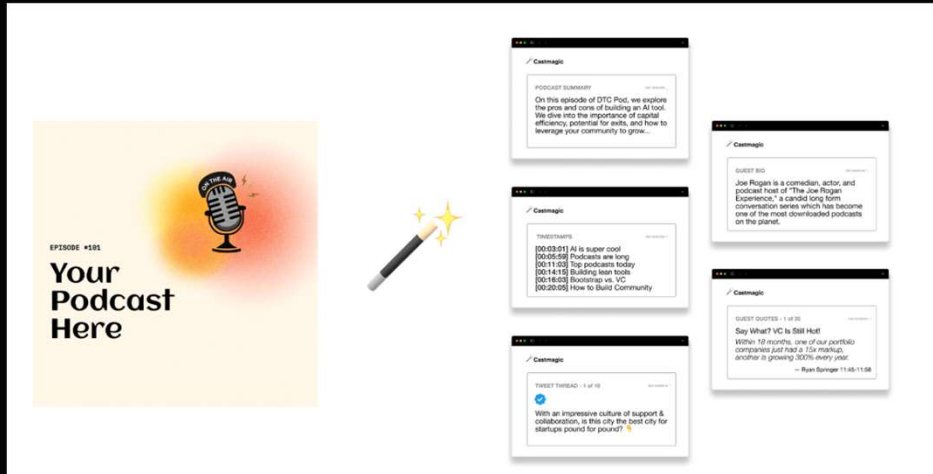 ON THE AIR
EPISODE #101
Your
Podcast
Here
Castmagic
PODCAST SUMMARY
On this episode of DTC Pod, we explore
the pros and cons of building an AI tool.
We dive into the importance of capital
efficiency, potential for exits, and how to
leverage your community to grow...
Castmagic
TIMESTAMPS
[00:03:01] AI is super cool
[00:05:59] Podcasts are long
[00:11:03] Top podcasts today
[00:14:15] Building lean tools
[00:16:03] Bootstrap vs. VC
[00:20:05] How to Build Community
Castmagic
TWEET THREAD - 1 of 10
With an impressive culture of support &
collaboration, is this city the best city for
startups pound for pound? 👇
Castmagic
GUEST BIO
Joe Rogan is a comedian, actor, and
podcast host of "The Joe Rogan
Experience," a candid long form
conversation series which has become
one of the most downloaded podcasts
on the planet.
Castmagic
GUEST QUOTES - 1 of 20
Say What? VC Is Still Hot!
Within 18 months, one of our portfolio
companies just had a 15x markup,
another is growing 300% every year.
— Ryan Springer 11:45-11:58